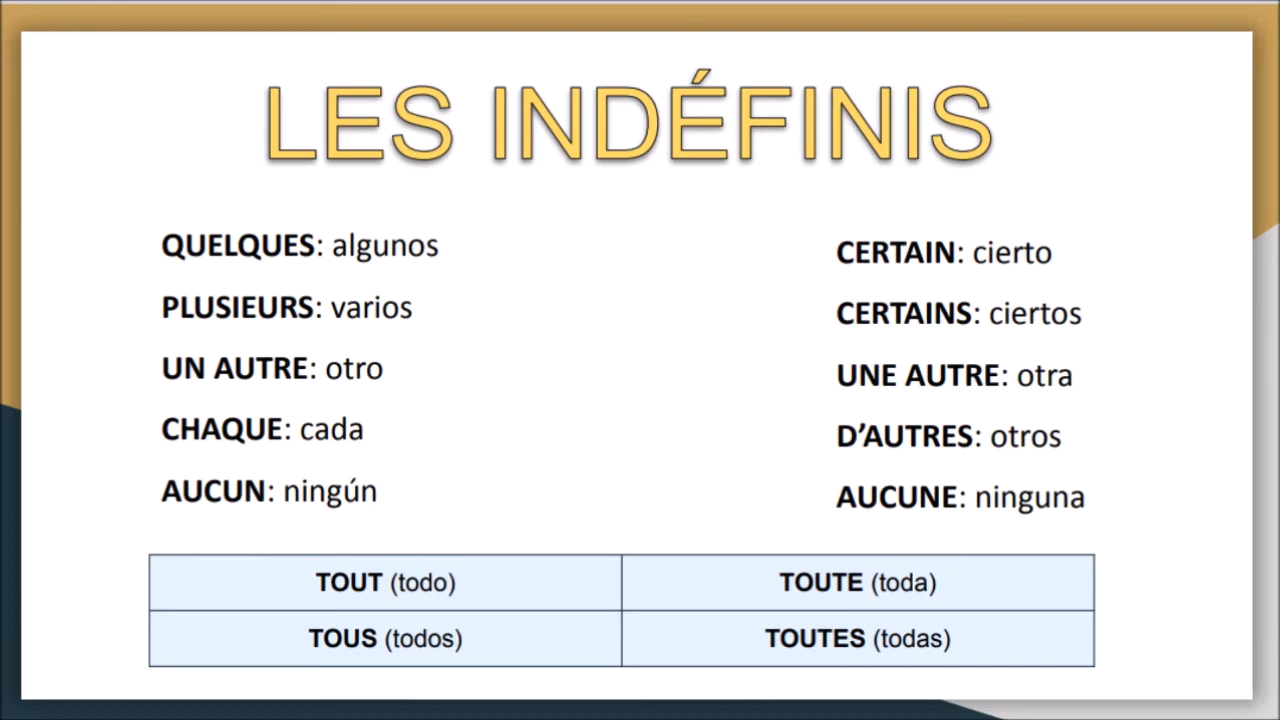 LES INDÉFINIS
QUELQUES: algunos
PLUSIEURS: varios
UN AUTRE: otro
CHAQUE: cada
AUCUN: ningún
CERTAIN: cierto
CERTAINS: ciertos
UNE AUTRE: otra
D’AUTRES: otros
AUCUNE: ninguna
TOUT (todo)
TOUTE (toda)
TOUS (todos)
TOUTES (todas)